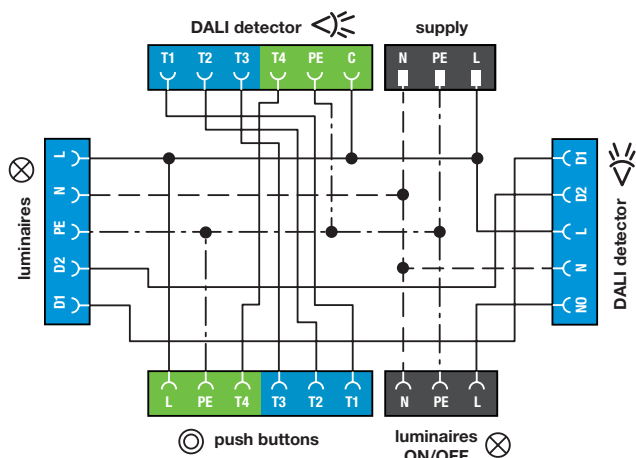 DALI detector
supply
T1 T2 T3 T4 PE C
N PE L
luminaires
L
N
PE
D2
D1
D1
D2
L
N
NO
DALI detector
L PE T4 T3 T2 T1
N PE L
push buttons
luminaires
ON/OFF